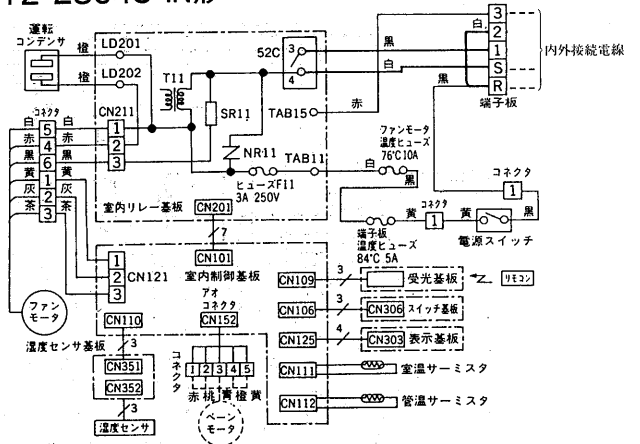 運転
コンデンサ
橙
LD201
橙
LD202
T11
52C
3
4
SR11
NR11
TAB15
TAB11
ヒューズF11
3A 250V
室内リレー基板
CN201
7
CN211
1
2
3
コネクタ
白
5
白
赤
4
赤
黒
6
黒
黄
1
黄
灰
2
灰
茶
3
茶
黒
白
赤
白
黒
3
2
1
S
R
端子板
内外接続電線
ファンモータ
温度ヒューズ
76℃10A
白
黒
コネクタ
1
コネクタ
黄
1
黄
黒
電源スイッチ
端子板
温度ヒューズ
84℃ 5A
CN101
室内制御基板
1
2
3
CN121
ファン
モータ
CN110
温度センサ基板
3
CN351
CN352
3
温度センサ
アオ
コネクタ
CN152
コネクタ
1 2 3 4 5
赤 桃 青 橙 黄
ベーン
モータ
CN109
3
受光基板
リモコン
CN106
3
CN306
スイッチ基板
CN125
4
CN303
表示基板
CN111
室温サーミスタ
CN112
管温サーミスタ